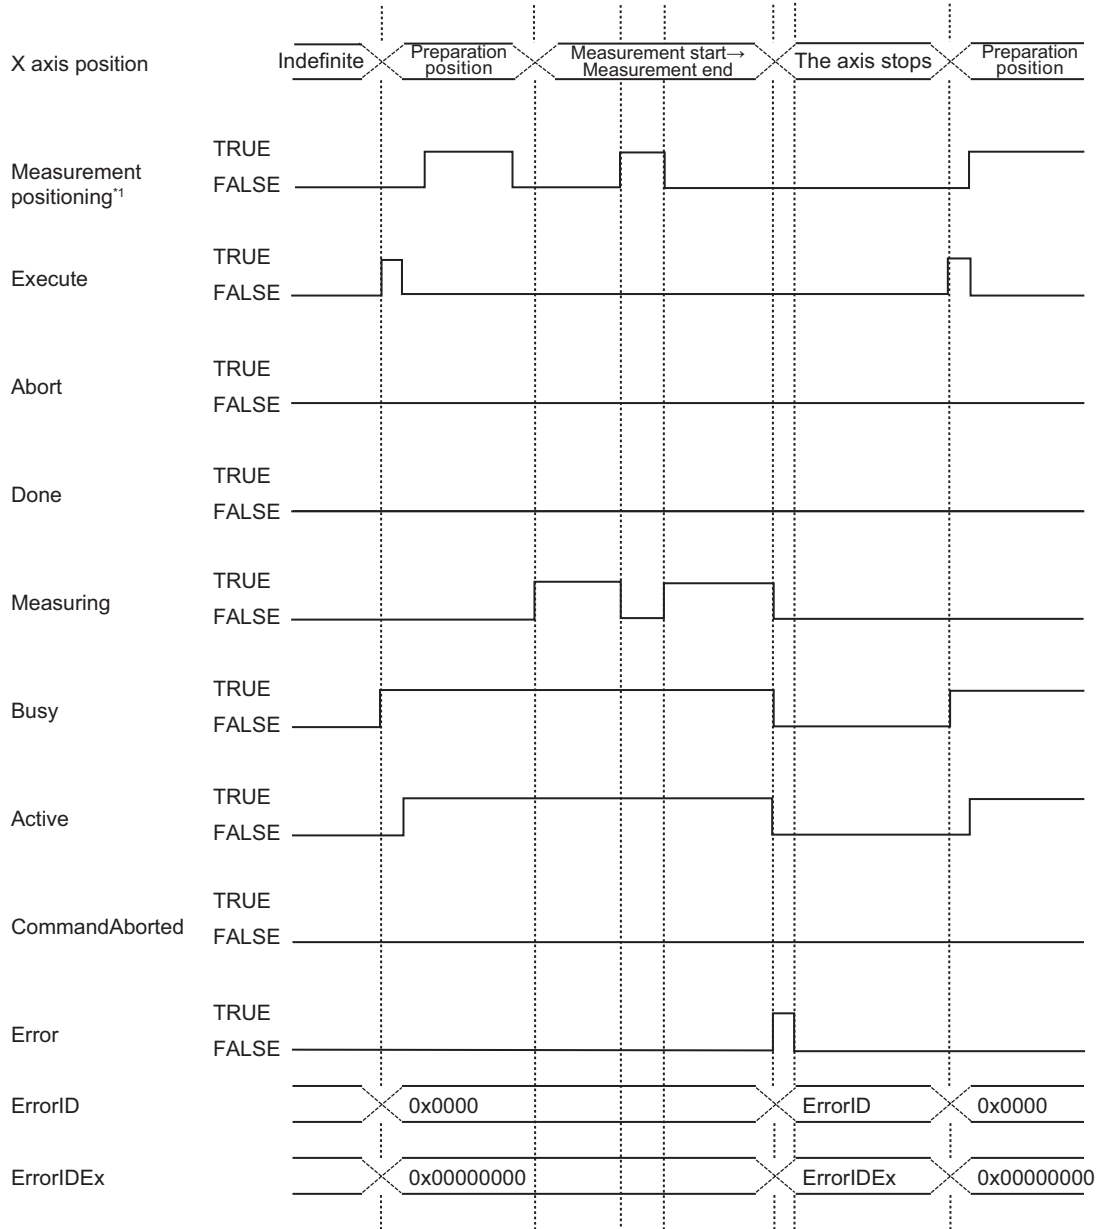 X axis position
Indefinite
Preparation
position
Measurement start→
Measurement end
The axis stops
Preparation
position
Measurement
positioning*1
TRUE
FALSE
Execute
TRUE
FALSE
Abort
TRUE
FALSE
Done
TRUE
FALSE
Measuring
TRUE
FALSE
Busy
TRUE
FALSE
Active
TRUE
FALSE
CommandAborted
TRUE
FALSE
Error
TRUE
FALSE
ErrorID
0x0000
ErrorID
0x0000
ErrorIDEx
0x00000000
ErrorIDEx
0x00000000